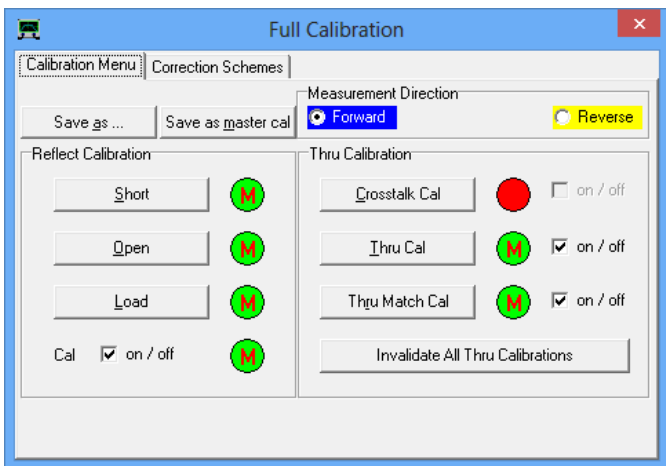 Full Calibration
Calibration Menu Correction Schemes
Save as ... Save as master cal
Measurement Direction
Forward Reverse
Reflect Calibration
Short M
Open M
Load M
Cal on / off M
Thru Calibration
Crosstalk Cal on / off
Thru Cal M on / off
Thru Match Cal M on / off
Invalidate All Thru Calibrations